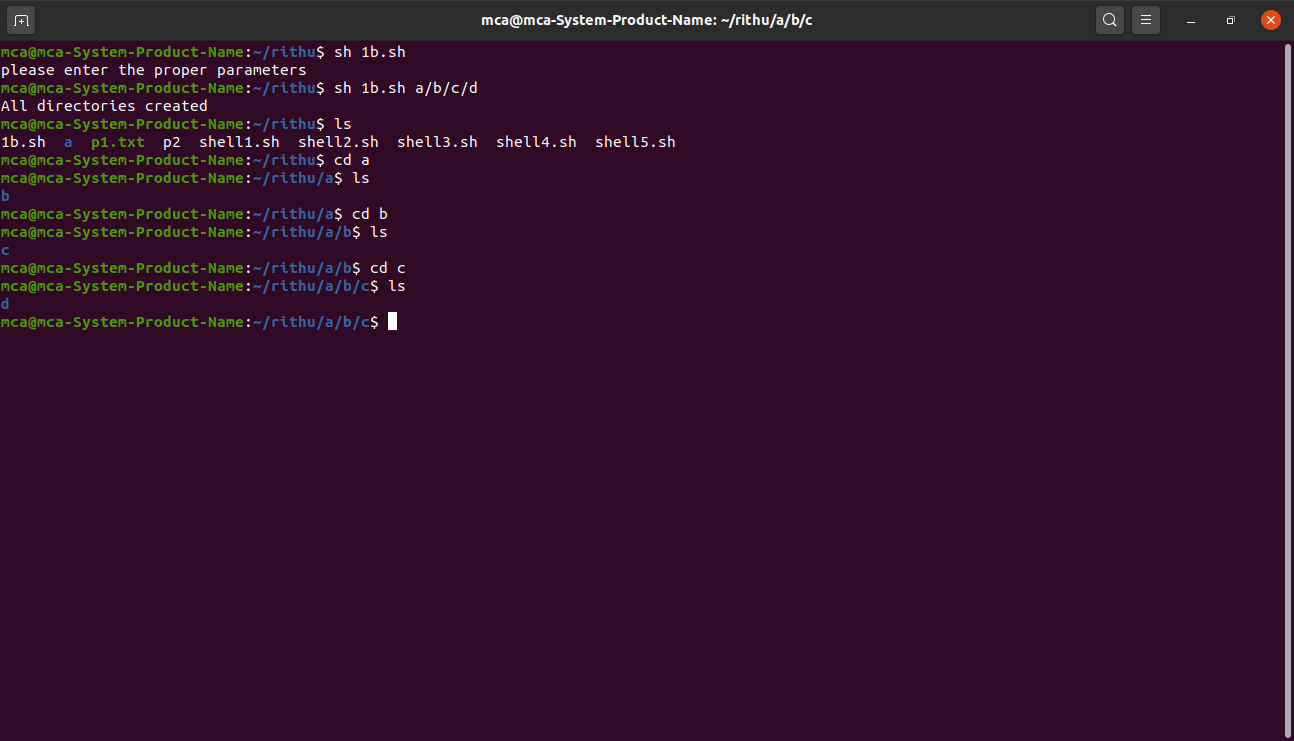 mca@mca-System-Product-Name: ~/rithu/a/b/c
mca@mca-System-Product-Name:~/rithu$ sh 1b.sh
please enter the proper parameters
mca@mca-System-Product-Name:~/rithu$ sh 1b.sh a/b/c/d
All directories created
mca@mca-System-Product-Name:~/rithu$ ls
1b.sh  a  p1.txt  p2  shell1.sh  shell2.sh  shell3.sh  shell4.sh  shell5.sh
mca@mca-System-Product-Name:~/rithu$ cd a
mca@mca-System-Product-Name:~/rithu/a$ ls
b
mca@mca-System-Product-Name:~/rithu/a$ cd b
mca@mca-System-Product-Name:~/rithu/a/b$ ls
c
mca@mca-System-Product-Name:~/rithu/a/b$ cd c
mca@mca-System-Product-Name:~/rithu/a/b/c$ ls
d
mca@mca-System-Product-Name:~/rithu/a/b/c$